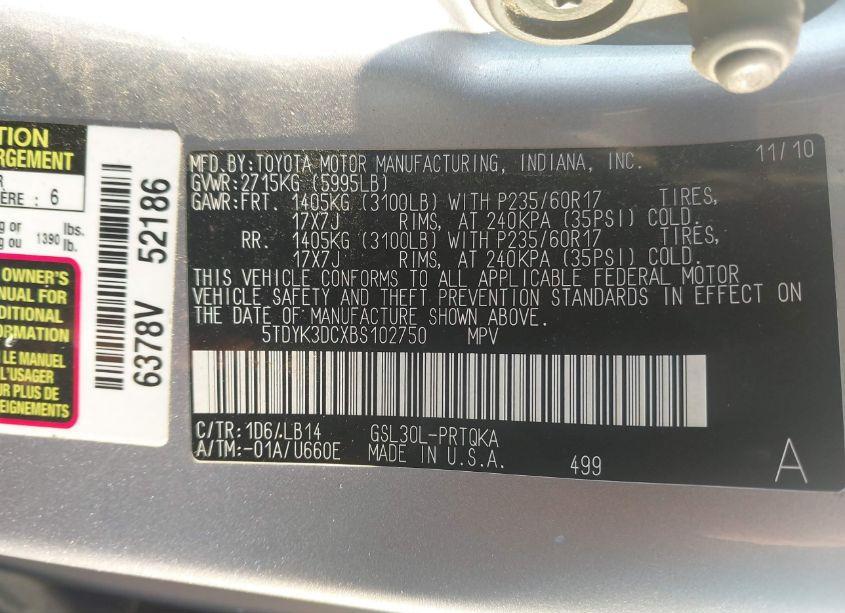 TION
RGEMENT
R
ÈRE : 6
g or
g ou 1390 lbs.
lb.
OWNER'S
NUAL FOR
DITIONAL
FORMATION
LE MANUEL
L'USAGER
UR PLUS DE
SEIGNEMENTS
6378V 52186
MFD. BY: TOYOTA MOTOR MANUFACTURING, INDIANA, INC. 11/10
GVWR: 2715KG (5995LB)
GAWR: FRT. 1405KG (3100LB) WITH P235/60R17 TIRES,
17X7J RIMS, AT 240KPA (35PSI) COLD.
RR. 1405KG (3100LB) WITH P235/60R17 TIRES,
17X7J RIMS, AT 240KPA (35PSI) COLD.
THIS VEHICLE CONFORMS TO ALL APPLICABLE FEDERAL MOTOR
VEHICLE SAFETY AND THEFT PREVENTION STANDARDS IN EFFECT ON
THE DATE OF MANUFACTURE SHOWN ABOVE.
5TDYK3DCXBS102750 MPV
C/TR: 1D6/LB14 GSL30L-PRTQKA
A/TM: -01A/U660E MADE IN U.S.A. 499 A